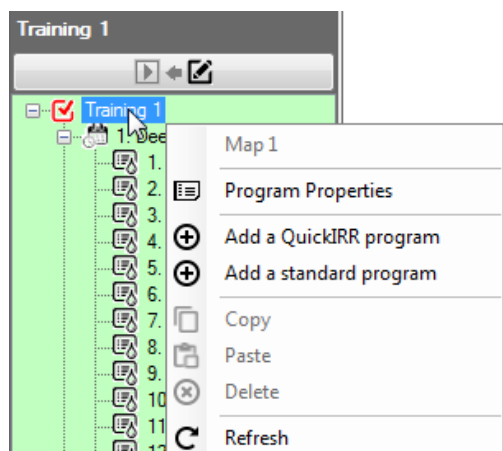 Training 1
Training 1
1. Dee
Map 1
1.
2.
Program Properties
3.
4.
Add a QuickIRR program
5.
Add a standard program
6.
7.
Copy
8.
Paste
9.
10
Delete
11
Refresh